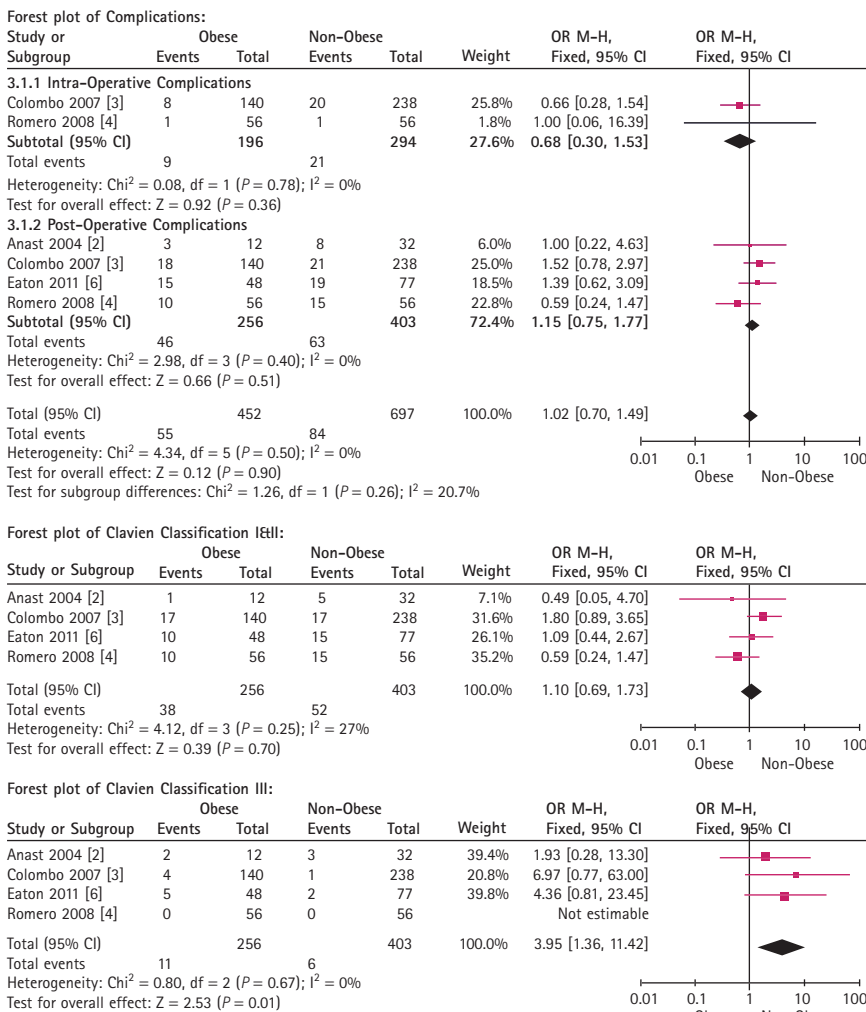 Forest plot of Complications:
Study or Obese Non-Obese OR M-H, OR M-H,
Subgroup Events Total Events Total Weight Fixed, 95% CI Fixed, 95% CI
3.1.1 Intra-Operative Complications
Colombo 2007 [3] 8 140 20 238 25.8% 0.66 [0.28, 1.54]
Romero 2008 [4] 1 56 1 56 1.8% 1.00 [0.06, 16.39]
Subtotal (95% CI) 196 294 27.6% 0.68 [0.30, 1.53]
Total events 9 21
Heterogeneity: Chi² = 0.08, df = 1 (P = 0.78); I² = 0%
Test for overall effect: Z = 0.92 (P = 0.36)
3.1.2 Post-Operative Complications
Anast 2004 [2] 3 12 8 32 6.0% 1.00 [0.22, 4.63]
Colombo 2007 [3] 18 140 21 238 25.0% 1.52 [0.78, 2.97]
Eaton 2011 [6] 15 48 19 77 18.5% 1.39 [0.62, 3.09]
Romero 2008 [4] 10 56 15 56 22.8% 0.59 [0.24, 1.47]
Subtotal (95% CI) 256 403 72.4% 1.15 [0.75, 1.77]
Total events 46 63
Heterogeneity: Chi² = 2.98, df = 3 (P = 0.40); I² = 0%
Test for overall effect: Z = 0.66 (P = 0.51)
Total (95% CI) 452 697 100.0% 1.02 [0.70, 1.49]
Total events 55 84
Heterogeneity: Chi² = 4.34, df = 5 (P = 0.50); I² = 0%
Test for overall effect: Z = 0.12 (P = 0.90)
Test for subgroup differences: Chi² = 1.26, df = 1 (P = 0.26); I² = 20.7%
0.01 0.1 1 10 100
Obese Non-Obese
Forest plot of Clavien Classification I&II:
Obese Non-Obese OR M-H, OR M-H,
Study or Subgroup Events Total Events Total Weight Fixed, 95% CI Fixed, 95% CI
Anast 2004 [2] 1 12 5 32 7.1% 0.49 [0.05, 4.70]
Colombo 2007 [3] 17 140 17 238 31.6% 1.80 [0.89, 3.65]
Eaton 2011 [6] 10 48 15 77 26.1% 1.09 [0.44, 2.67]
Romero 2008 [4] 10 56 15 56 35.2% 0.59 [0.24, 1.47]
Total (95% CI) 256 403 100.0% 1.10 [0.69, 1.73]
Total events 38 52
Heterogeneity: Chi² = 4.12, df = 3 (P = 0.25); I² = 27%
Test for overall effect: Z = 0.39 (P = 0.70)
0.01 0.1 1 10 100
Obese Non-Obese
Forest plot of Clavien Classification III:
Obese Non-Obese OR M-H, OR M-H,
Study or Subgroup Events Total Events Total Weight Fixed, 95% CI Fixed, 95% CI
Anast 2004 [2] 2 12 3 32 39.4% 1.93 [0.28, 13.30]
Colombo 2007 [3] 4 140 1 238 20.8% 6.97 [0.77, 63.00]
Eaton 2011 [6] 5 48 2 77 39.8% 4.36 [0.81, 23.45]
Romero 2008 [4] 0 56 0 56 Not estimable
Total (95% CI) 256 403 100.0% 3.95 [1.36, 11.42]
Total events 11 6
Heterogeneity: Chi² = 0.80, df = 2 (P = 0.67); I² = 0%
Test for overall effect: Z = 2.53 (P = 0.01)
0.01 0.1 1 10 100